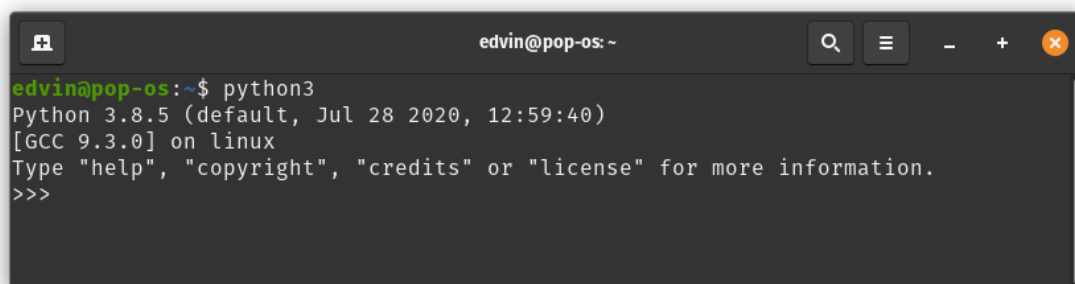 edvin@pop-os: ~
edvin@pop-os:~$ python3
Python 3.8.5 (default, Jul 28 2020, 12:59:40)
[GCC 9.3.0] on linux
Type "help", "copyright", "credits" or "license" for more information.
>>>